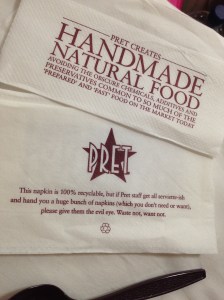 PRET CREATES
HANDMADE
NATURAL FOOD
AVOIDING THE OBSCURE CHEMICALS, ADDITIVES AND
PRESERVATIVES COMMON TO SO MUCH OF THE
'PREPARED' AND 'FAST' FOOD ON THE MARKET TODAY
PRET
This napkin is 100% recyclable, but if Pret staff get all serviette-ish
and hand you a huge bunch of napkins (which you don't need or want),
please give them the evil eye. Waste not, want not.